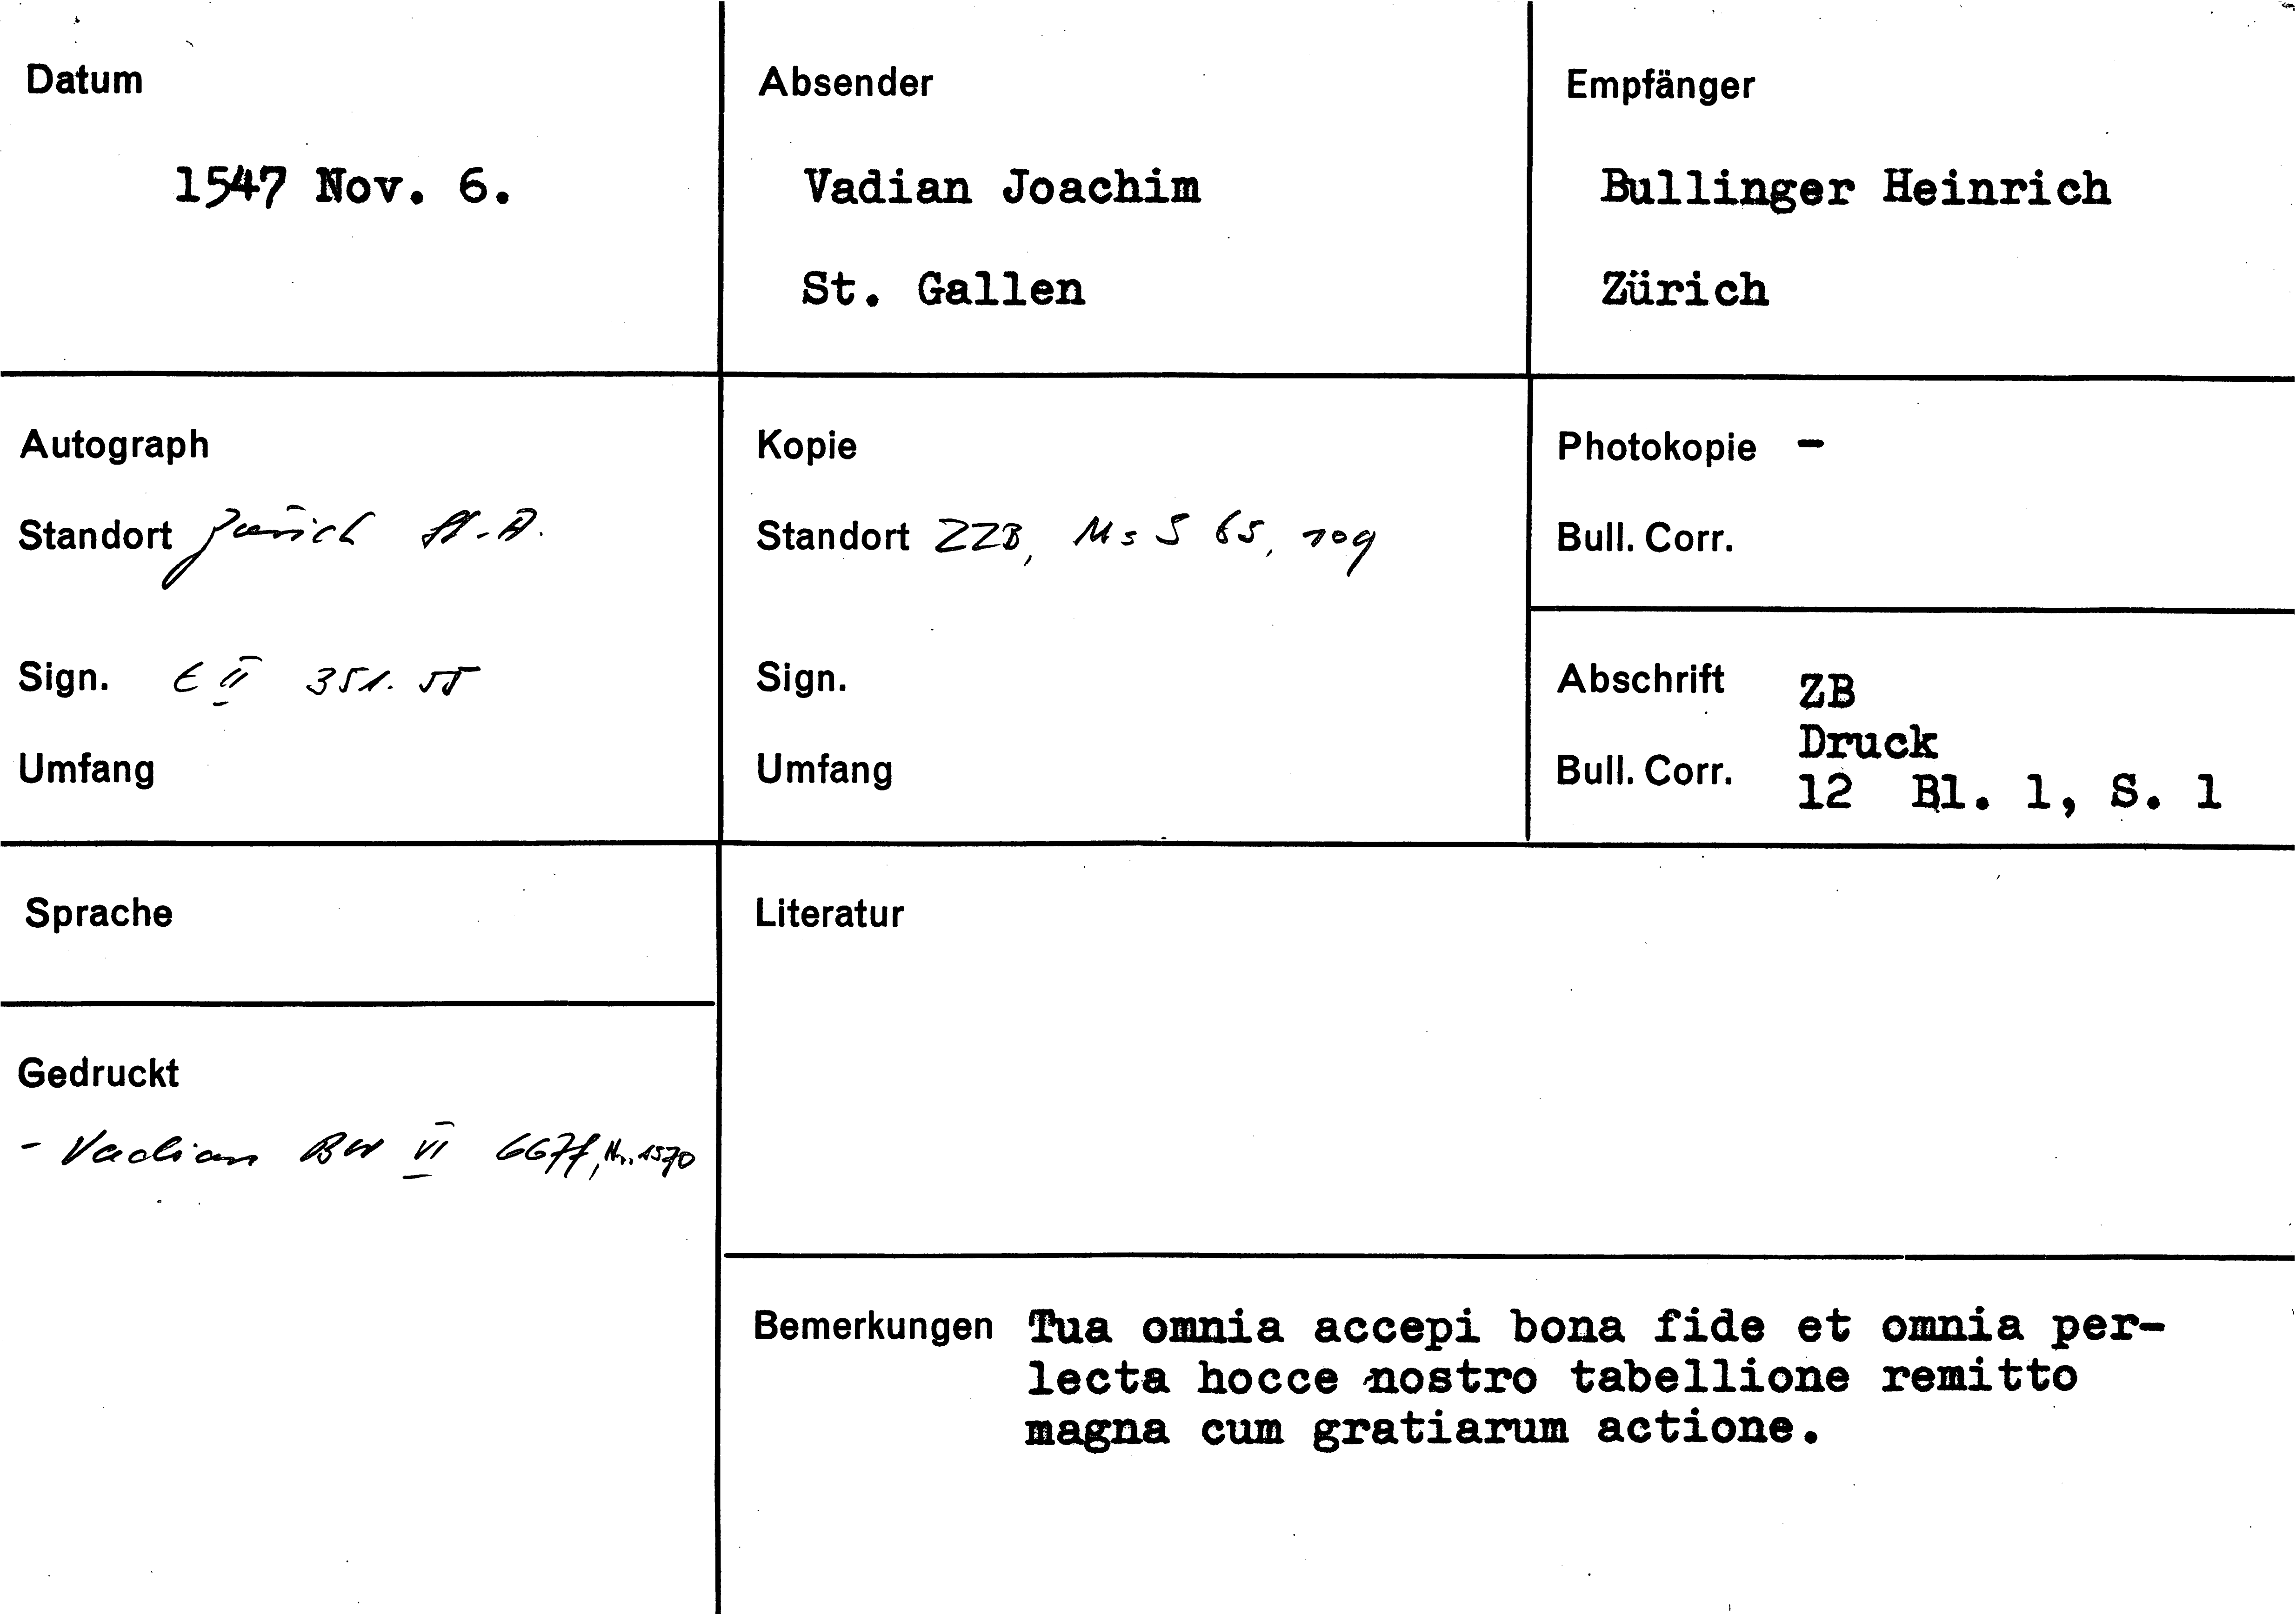 Datum
1547 Nov. 6.
Absender
Vadian Joachim
St. Gallen
Empfänger
Bullinger Heinrich
Zürich
Autograph
Standort Zürich St.A.
Sign. E II 351. 55
Umfang
Kopie
Standort ZZB, Ms S 65, 109
Sign.
Umfang
Photokopie -
Bull. Corr.
Abschrift ZB
Druck
Bull. Corr. 12 Bl. 1, S. 1
Sprache
Gedruckt
- Vadian BW VI 667f, Nr. 1570
Literatur
Bemerkungen Tua omnia accepi bona fide et omnia per-
lecta hocce nostro tabellione remitto
magna cum gratiarum actione.